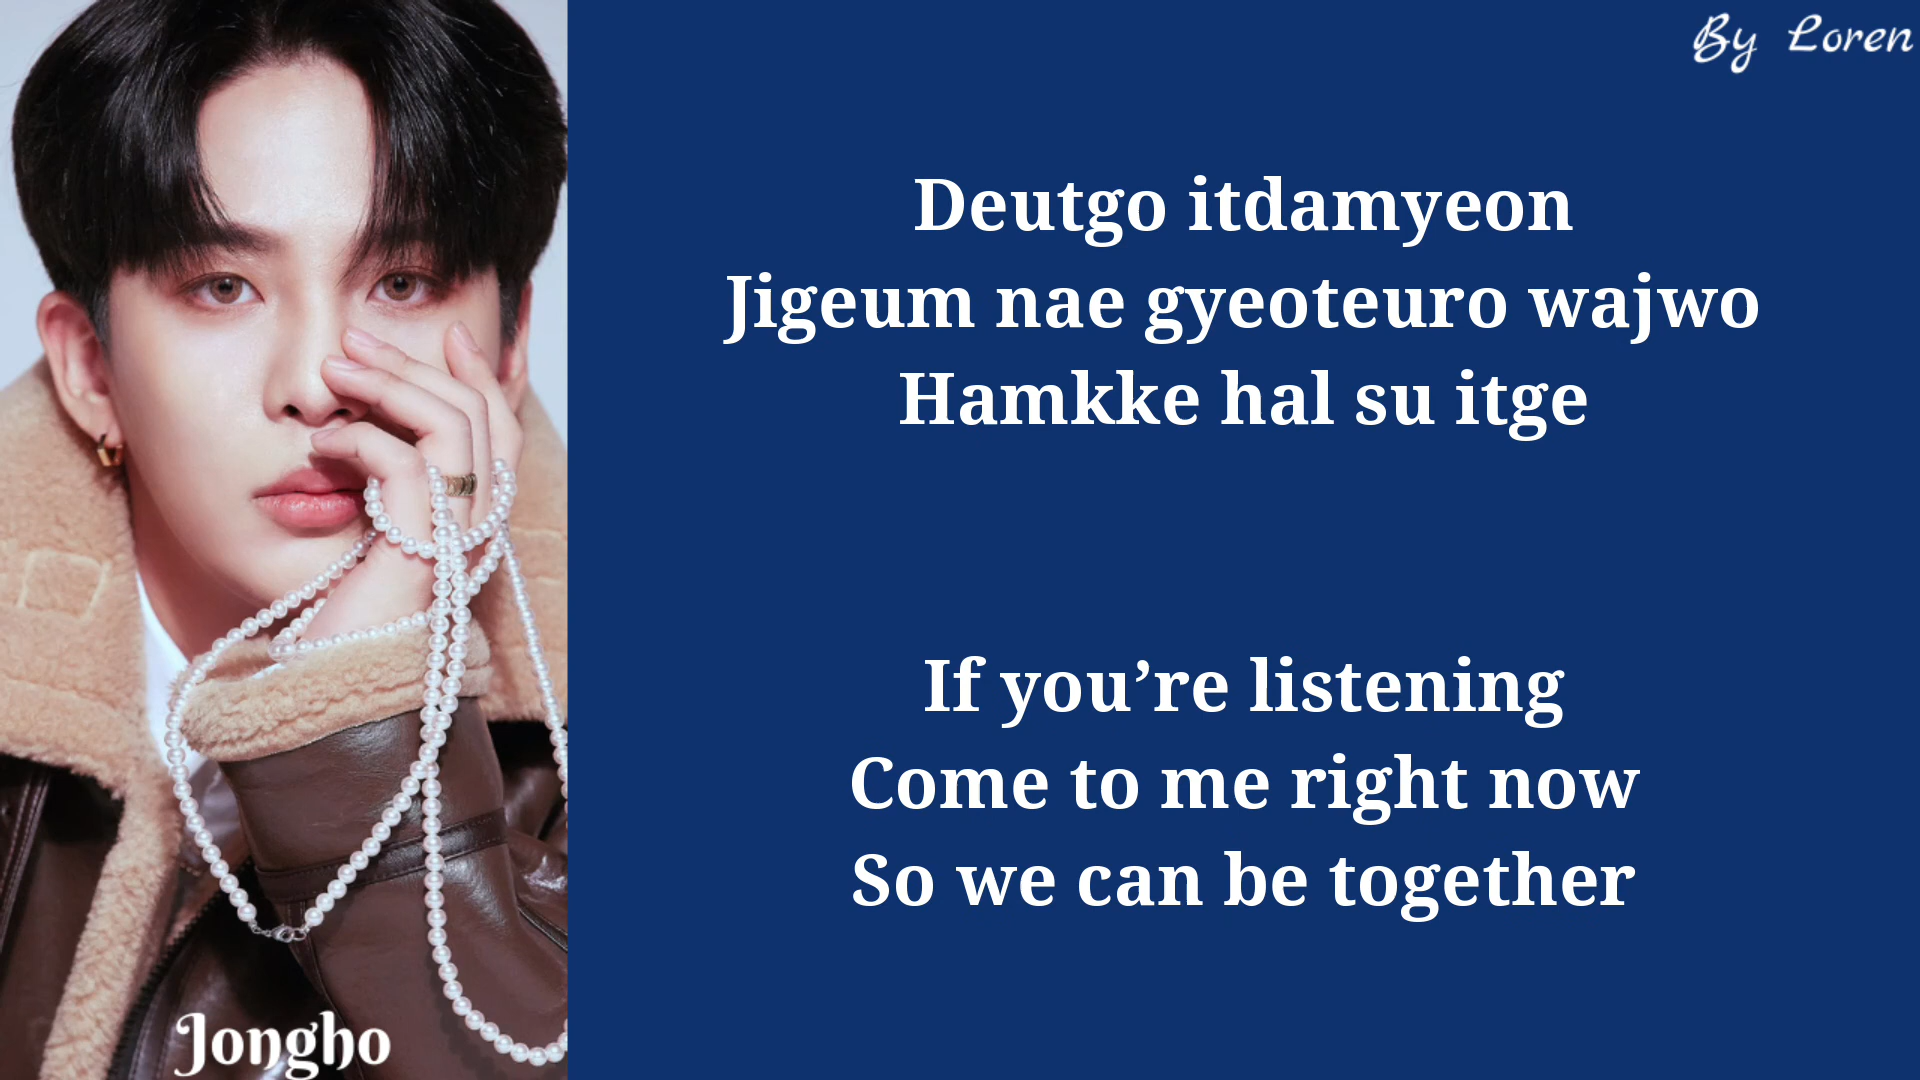 By Loren
Deutgo itdamyeon
Jigeum nae gyeoteuro wajwo
Hamkke hal su itge
If you’re listening
Come to me right now
So we can be together
Jongho